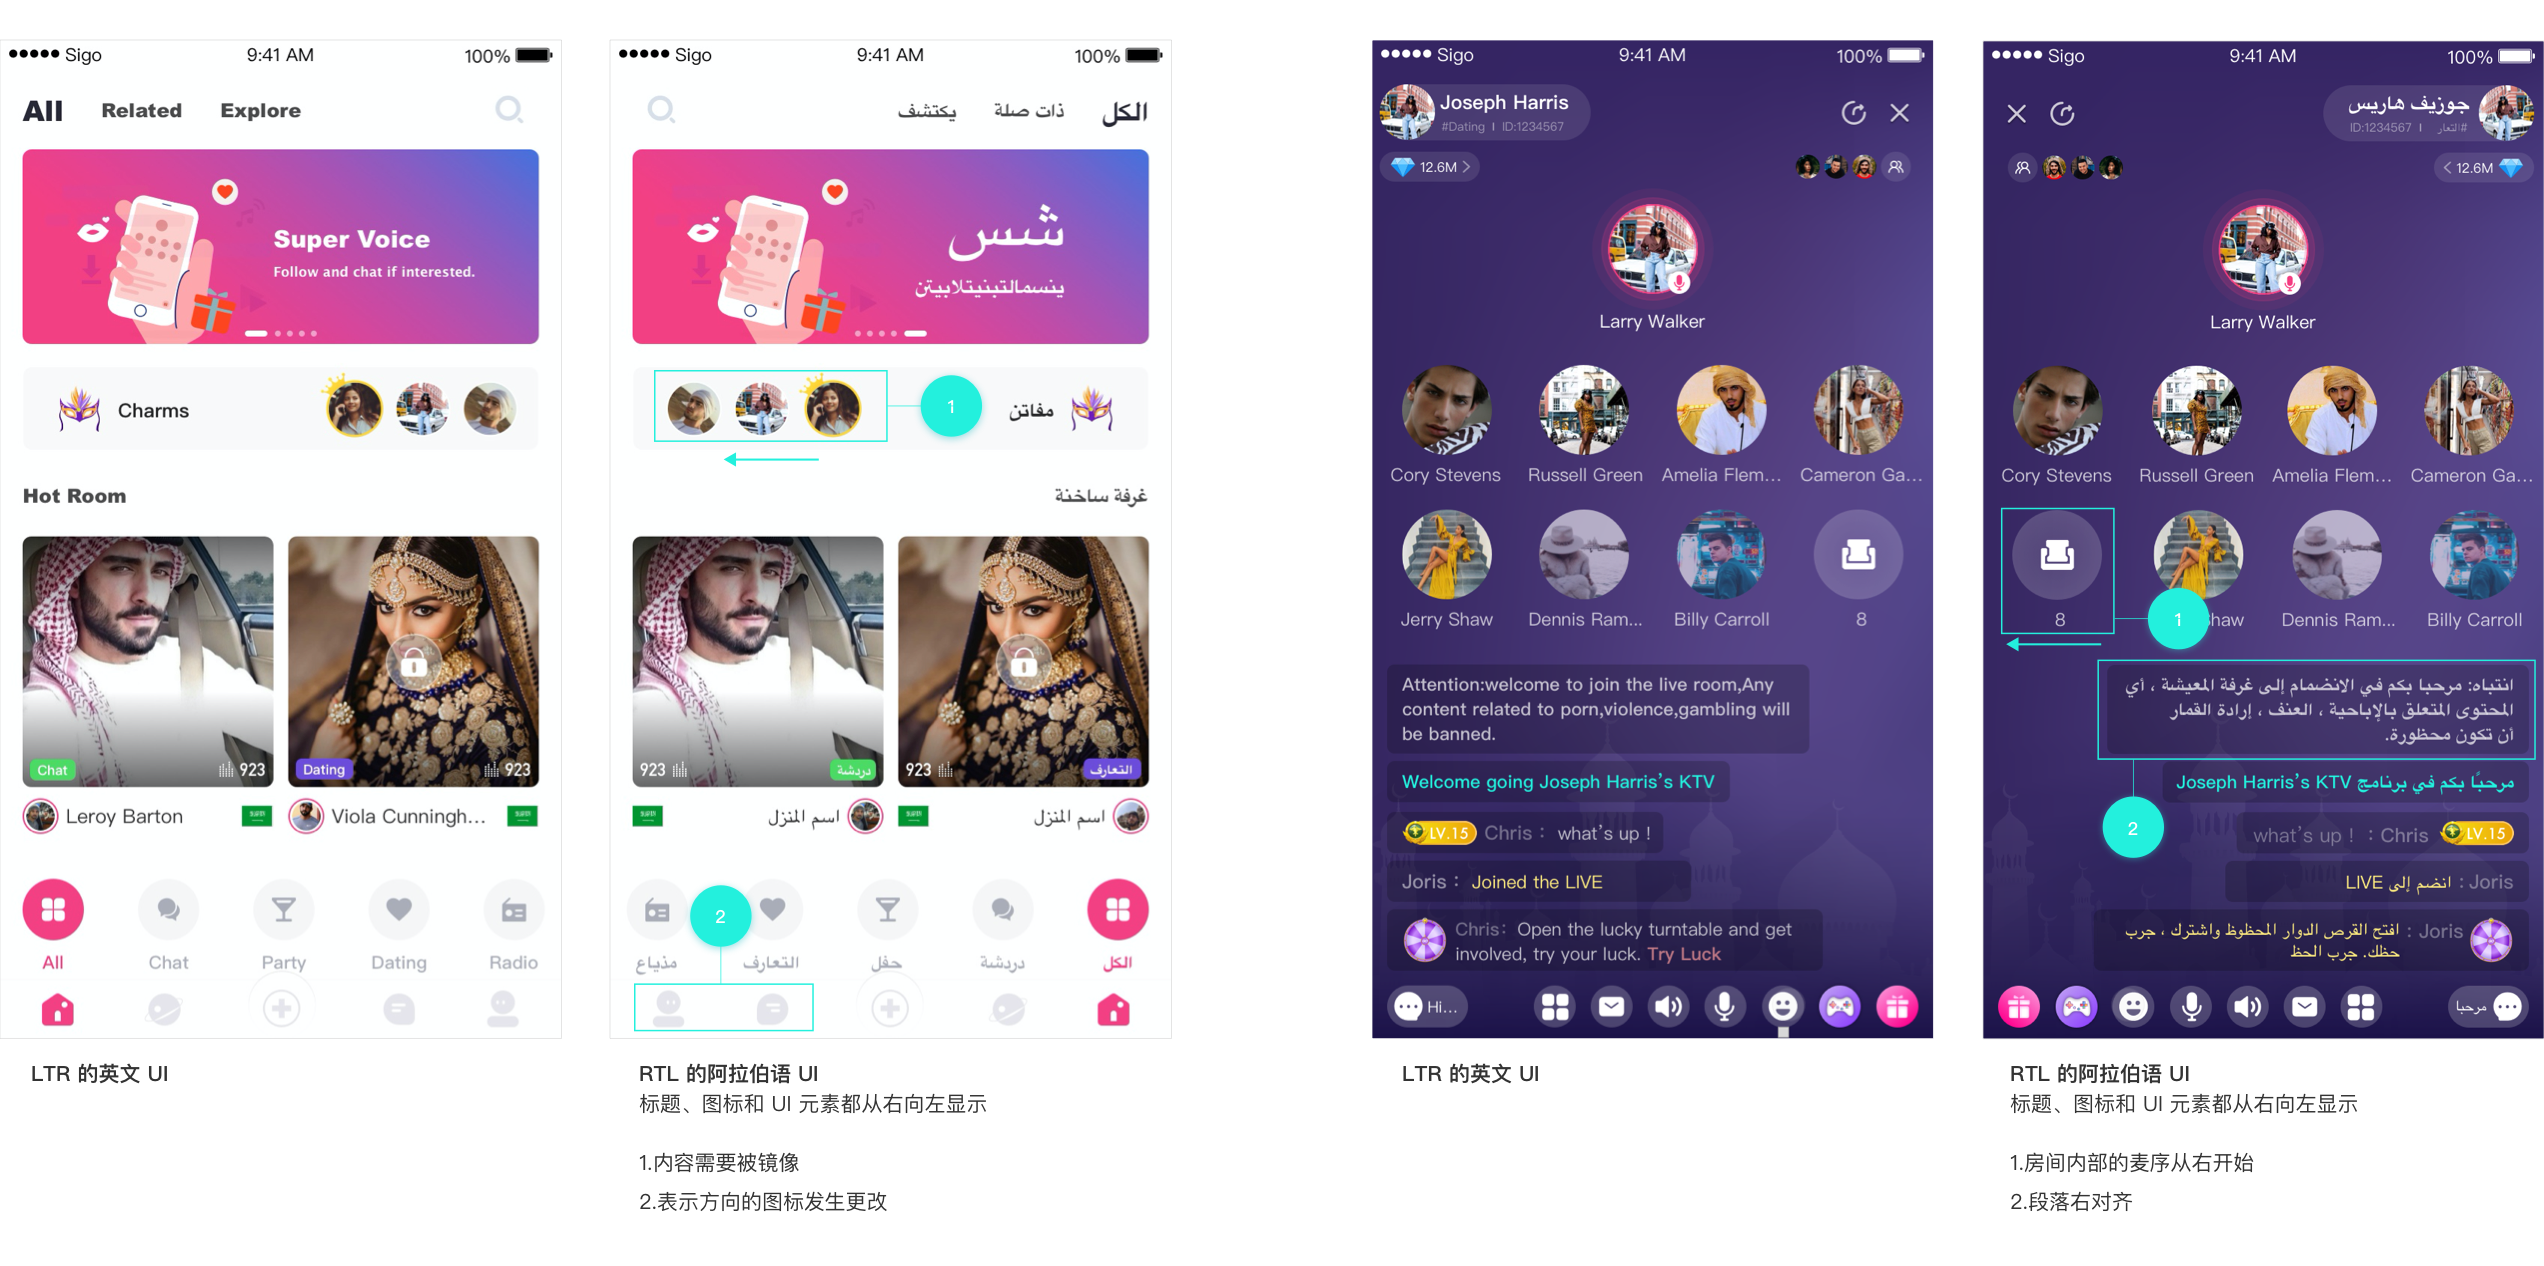 Sigo 9:41 AM 100%
All Related Explore
Super Voice
Follow and chat if interested.
Charms
Hot Room
Chat 923
Dating 923
Leroy Barton
Viola Cunningh...
All Chat Party Dating Radio
LTR 的英文 UI
Sigo 9:41 AM 100%
الكل ذات صلة يكتشف
شس
ينسمالتبنيتلابيتن
مفاتن
1
غرفة ساخنة
923 دردشة
923 التعارف
اسم المنزل
اسم المنزل
2
الكل دردشة حفل التعارف مذياع
RTL 的阿拉伯语 UI
标题、图标和 UI 元素都从右向左显示
1.内容需要被镜像
2.表示方向的图标发生更改
Sigo 9:41 AM 100%
Joseph Harris
#Dating I ID:1234567
12.6M
Larry Walker
Cory Stevens Russell Green Amelia Flem... Cameron Ga...
Jerry Shaw Dennis Ram... Billy Carroll 8
Attention:welcome to join the live room,Any
content related to porn,violence,gambling will
be banned.
Welcome going Joseph Harris's KTV
LV.15 Chris : what's up !
Joris : Joined the LIVE
Chris: Open the lucky turntable and get
involved, try your luck. Try Luck
Hi...
LTR 的英文 UI
Sigo 9:41 AM 100%
جوزيف هاريس
#التعار I ID:1234567
12.6M
Larry Walker
Cory Stevens Russell Green Amelia Flem... Cameron Ga...
8 1 haw Dennis Ram... Billy Carroll
انتباه: مرحبا بكم في الانضمام إلى غرفة المعيشة ، أي
المحتوى المتعلق بالإباحية ، العنف ، إرادة القمار
أن تكون محظورة.
مرحبًا بكم في برنامج Joseph Harris's KTV
2
LV.15 Chris : what's up !
Joris : انضم إلى LIVE
Joris : افتح القرص الدوار المحظوظ واشترك ، جرب
حظك. جرب الحظ
مرحبا
RTL 的阿拉伯语 UI
标题、图标和 UI 元素都从右向左显示
1.房间内部的麦序从右开始
2.段落右对齐